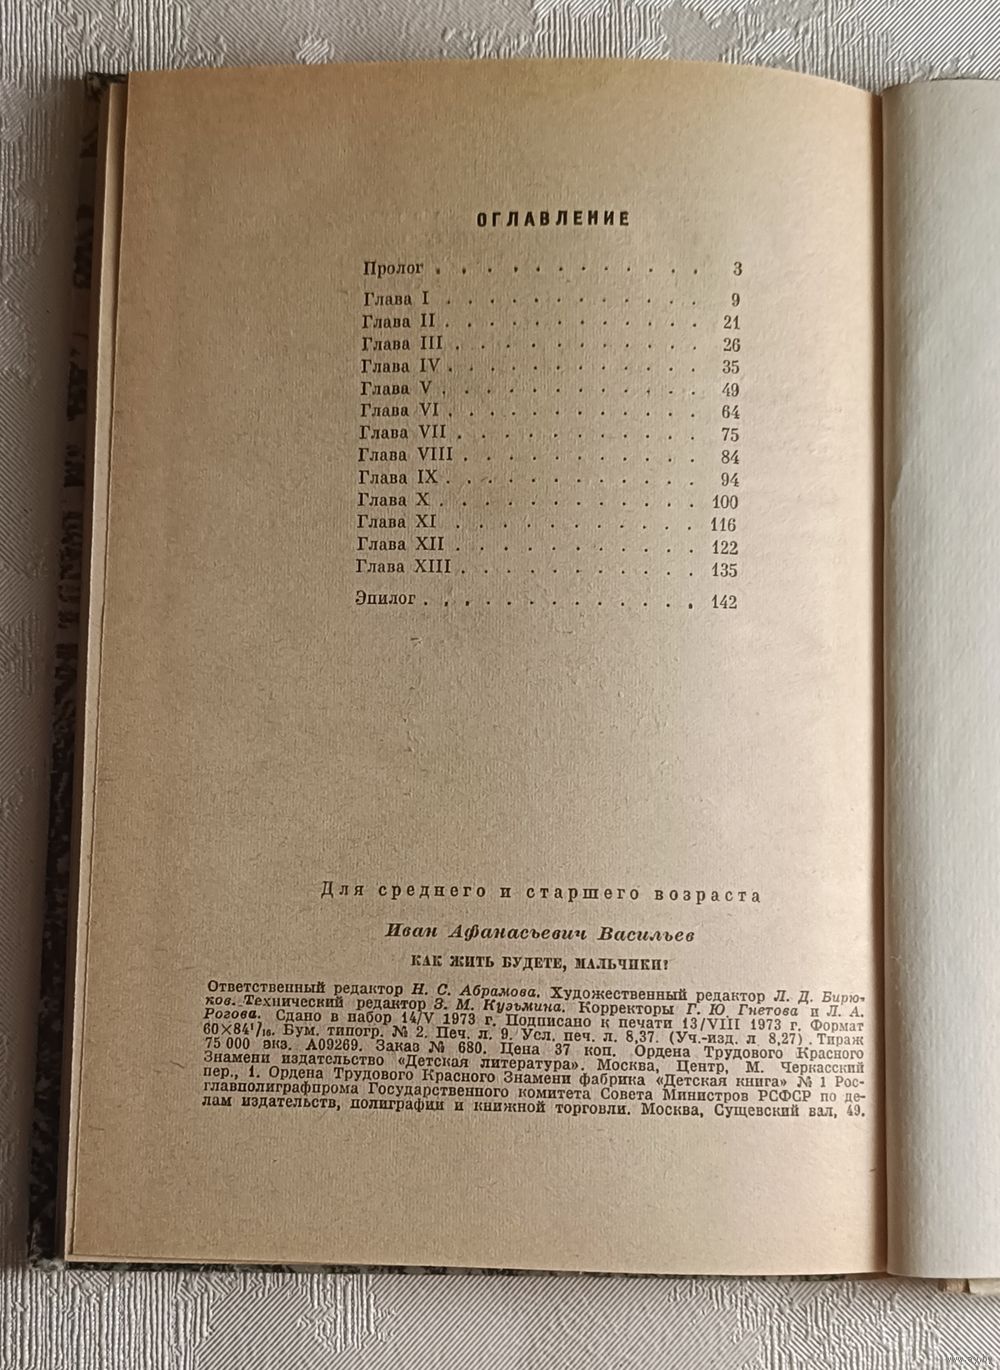 ОГЛАВЛЕНИЕ
Пролог . . . . . . . . . . . . . 3
Глава I . . . . . . . . . . . . 9
Глава II . . . . . . . . . . . . 21
Глава III . . . . . . . . . . . 26
Глава IV . . . . . . . . . . . . 35
Глава V . . . . . . . . . . . . 49
Глава VI . . . . . . . . . . . . 64
Глава VII . . . . . . . . . . . 75
Глава VIII . . . . . . . . . . . 84
Глава IX . . . . . . . . . . . . 94
Глава X . . . . . . . . . . . . 100
Глава XI . . . . . . . . . . . 116
Глава XII . . . . . . . . . . . 122
Глава XIII . . . . . . . . . . . 135
Эпилог . . . . . . . . . . . . . 142
Для среднего и старшего возраста
Иван Афанасьевич Васильев
КАК ЖИТЬ БУДЕТЕ, МАЛЬЧИКИ?
Ответственный редактор Н. С. Абрамова. Художественный редактор Л. Д. Бирю-
ков. Технический редактор З. М. Кузьмина. Корректоры Г. Ю. Гнетова и Л. А.
Рогова. Сдано в набор 14/V 1973 г. Подписано к печати 13/VIII 1973 г. Формат
60×84¹/₁₆. Бум. типогр. № 2. Печ. л. 9. Усл. печ. л. 8,37. (Уч.-изд. л 8,27). Тираж
75 000 экз. А09269. Заказ № 680. Цена 37 коп. Ордена Трудового Красного
Знамени издательство «Детская литература». Москва, Центр, М. Черкасский
пер., 1. Ордена Трудового Красного Знамени фабрика «Детская книга» № 1 Рос-
главполиграфпрома Государственного комитета Совета Министров РСФСР по де-
лам издательств, полиграфии и книжной торговли. Москва, Сущевский вал, 49.